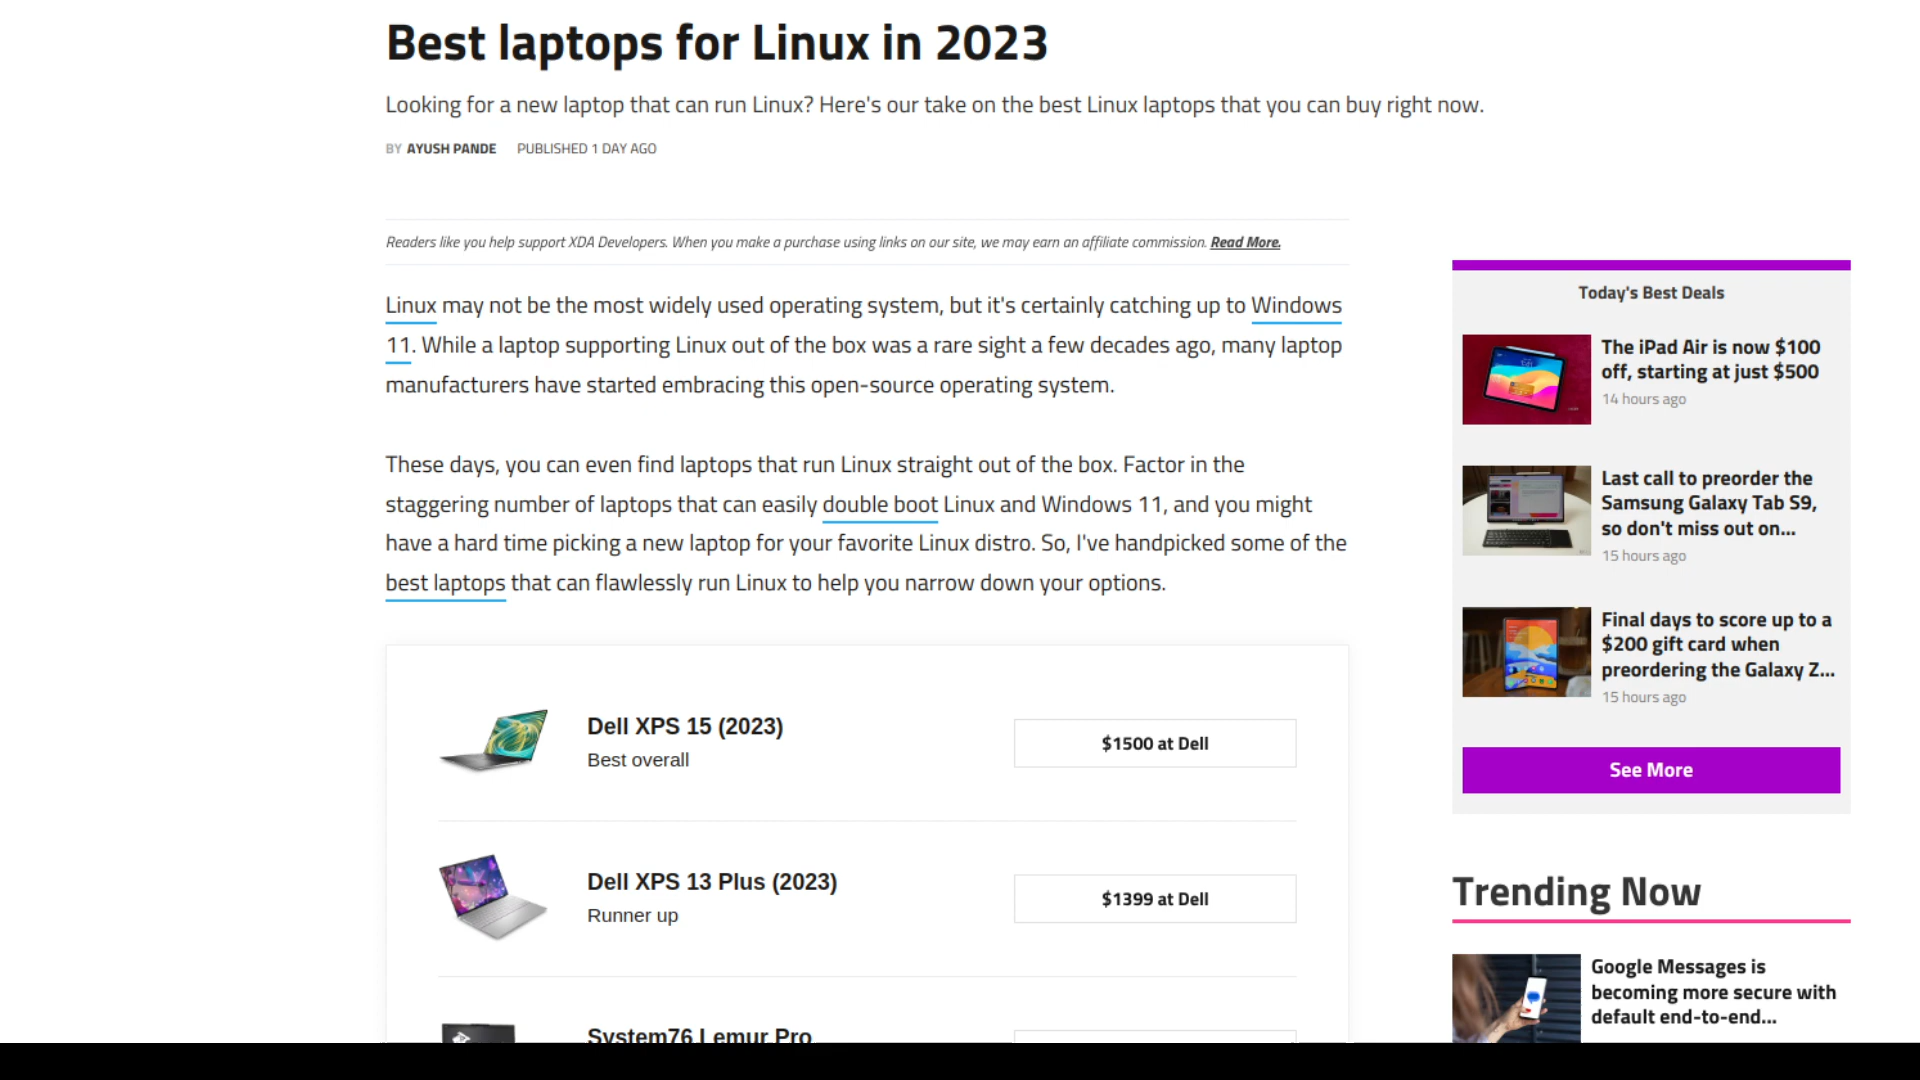 Best laptops for Linux in 2023
Looking for a new laptop that can run Linux? Here's our take on the best Linux laptops that you can buy right now.
BY AYUSH PANDE PUBLISHED 1 DAY AGO
Readers like you help support XDA Developers. When you make a purchase using links on our site, we may earn an affiliate commission. Read More.
Linux may not be the most widely used operating system, but it's certainly catching up to Windows
11. While a laptop supporting Linux out of the box was a rare sight a few decades ago, many laptop
manufacturers have started embracing this open-source operating system.
These days, you can even find laptops that run Linux straight out of the box. Factor in the
staggering number of laptops that can easily double boot Linux and Windows 11, and you might
have a hard time picking a new laptop for your favorite Linux distro. So, I've handpicked some of the
best laptops that can flawlessly run Linux to help you narrow down your options.
Dell XPS 15 (2023)
Best overall
$1500 at Dell
Dell XPS 13 Plus (2023)
Runner up
$1399 at Dell
System76 Lemur Pro
Today's Best Deals
The iPad Air is now $100
off, starting at just $500
14 hours ago
Last call to preorder the
Samsung Galaxy Tab S9,
so don't miss out on...
15 hours ago
Final days to score up to a
$200 gift card when
preordering the Galaxy Z...
15 hours ago
See More
Trending Now
Google Messages is
becoming more secure with
default end-to-end...